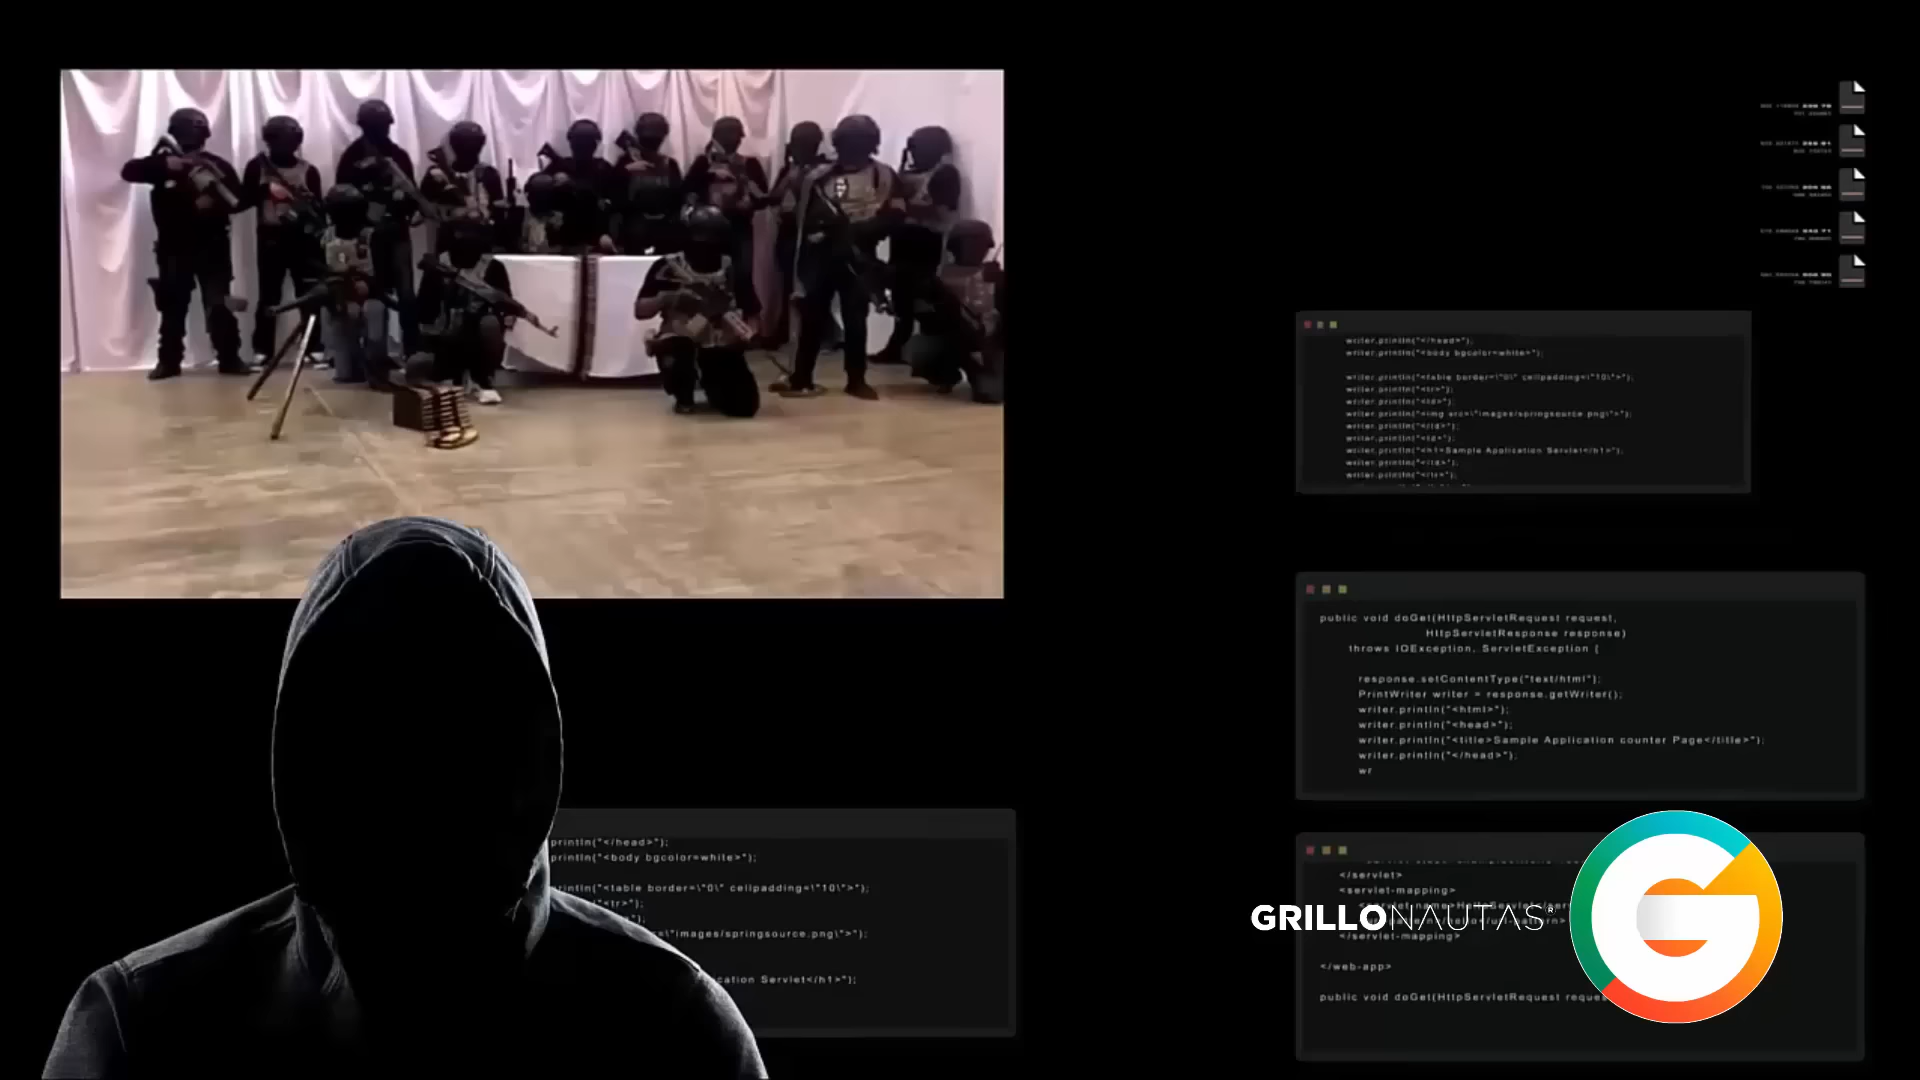 writer.println("</head>");
writer.println("<body bgcolor=white>");
writer.println("<table border=\"0\" cellpadding=\"10\">");
writer.println("<tr>");
writer.println("<td>");
writer.println("<img src=\"images/springsource.png\">");
writer.println("</td>");
writer.println("<td>");
writer.println("<h1>Sample Application Servlet</h1>");
writer.println("</td>");
writer.println("</tr>");
public void doGet(HttpServletRequest request,
HttpServletResponse response)
throws IOException, ServletException {
response.setContentType("text/html");
PrintWriter writer = response.getWriter();
writer.println("<html>");
writer.println("<head>");
writer.println("<title>Sample Application counter Page</title>");
writer.println("</head>");
wr
println("</head>");
println("<body bgcolor=white>");
println("<table border=\"0\" cellpadding=\"10\">");
"<tr>");
=\"images/springsource.png\">");
cation Servlet</h1>");
</servlet>
<servlet-mapping>
</servlet-mapping>
</web-app>
public void doGet(HttpServletRequest reques
GRILLONAUTAS®
G